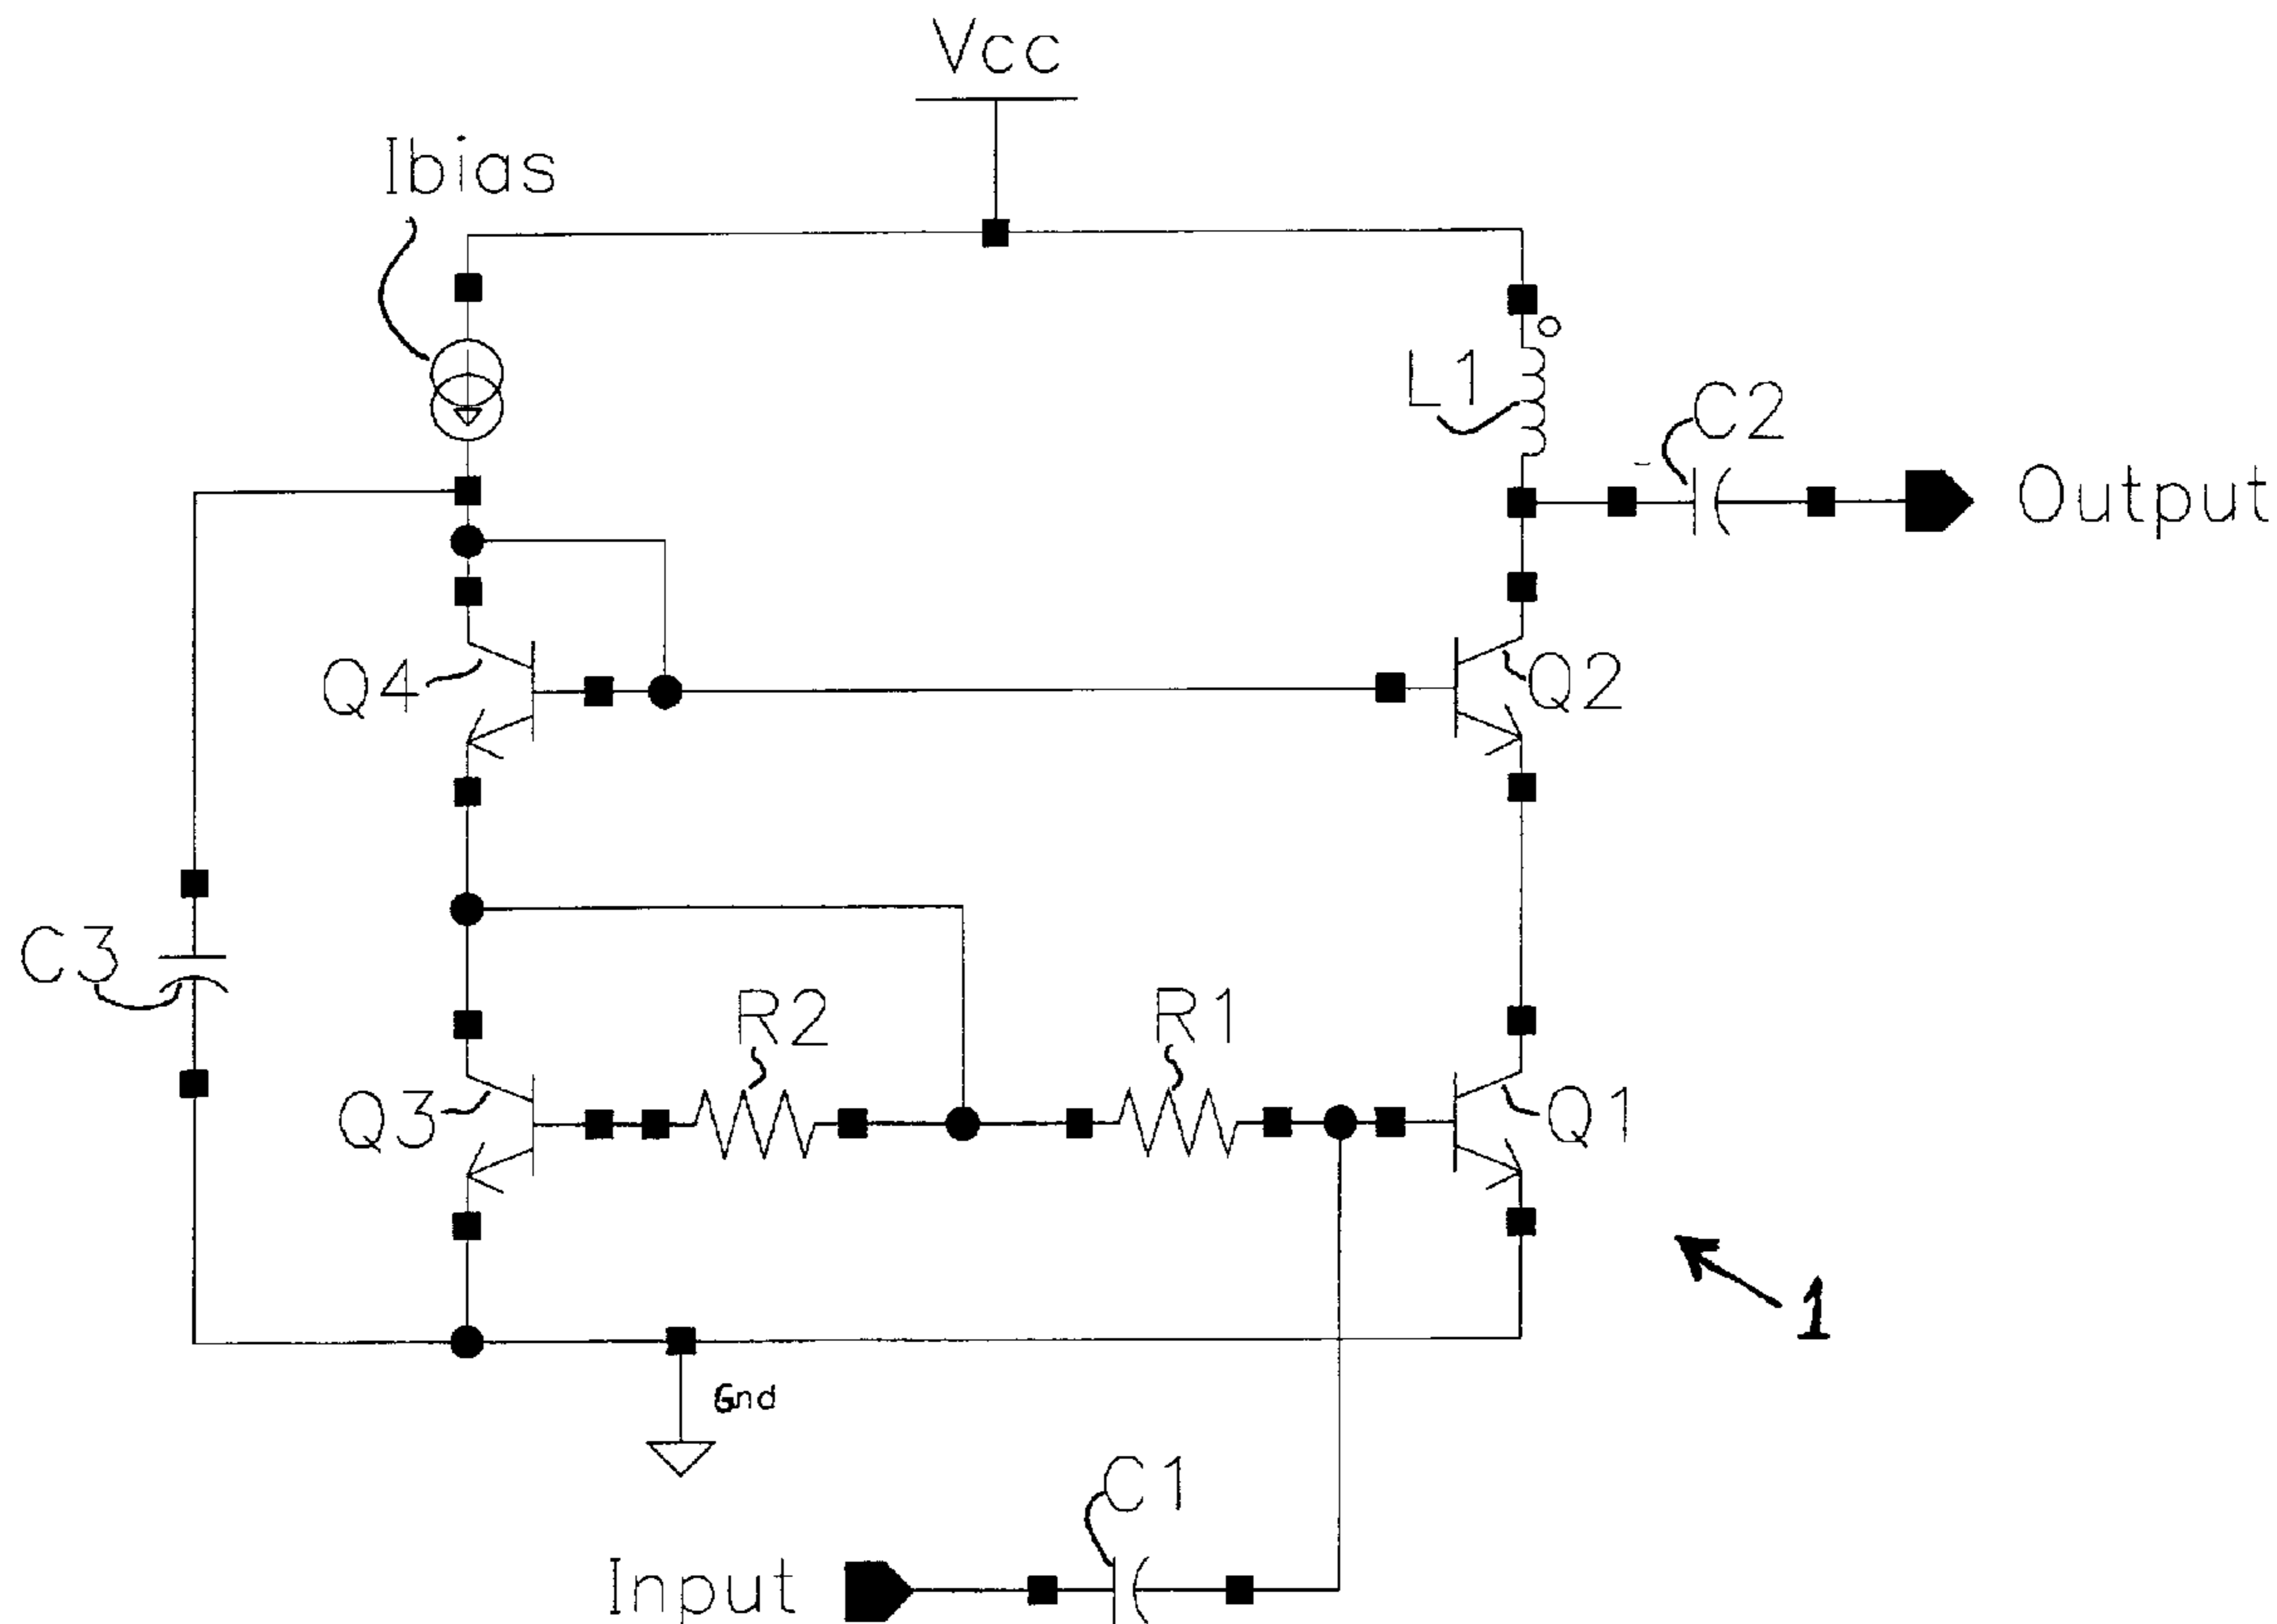 Vcc
Ibias
L1
C2
Output
Q4
Q2
C3
R2
R1
Q3
Q1
1
Gnd
C1
Input